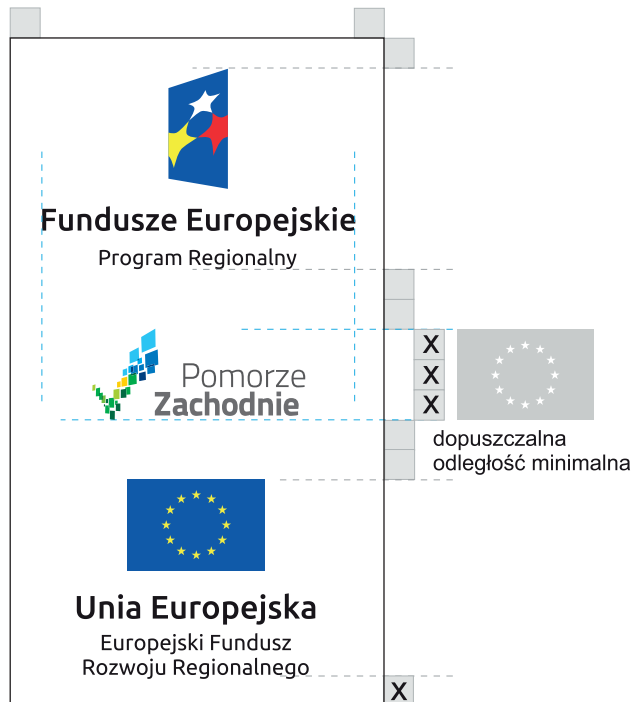 Fundusze Europejskie
Program Regionalny
Pomorze
Zachodnie
X
X
X
dopuszczalna
odległość minimalna
Unia Europejska
Europejski Fundusz
Rozwoju Regionalnego
X